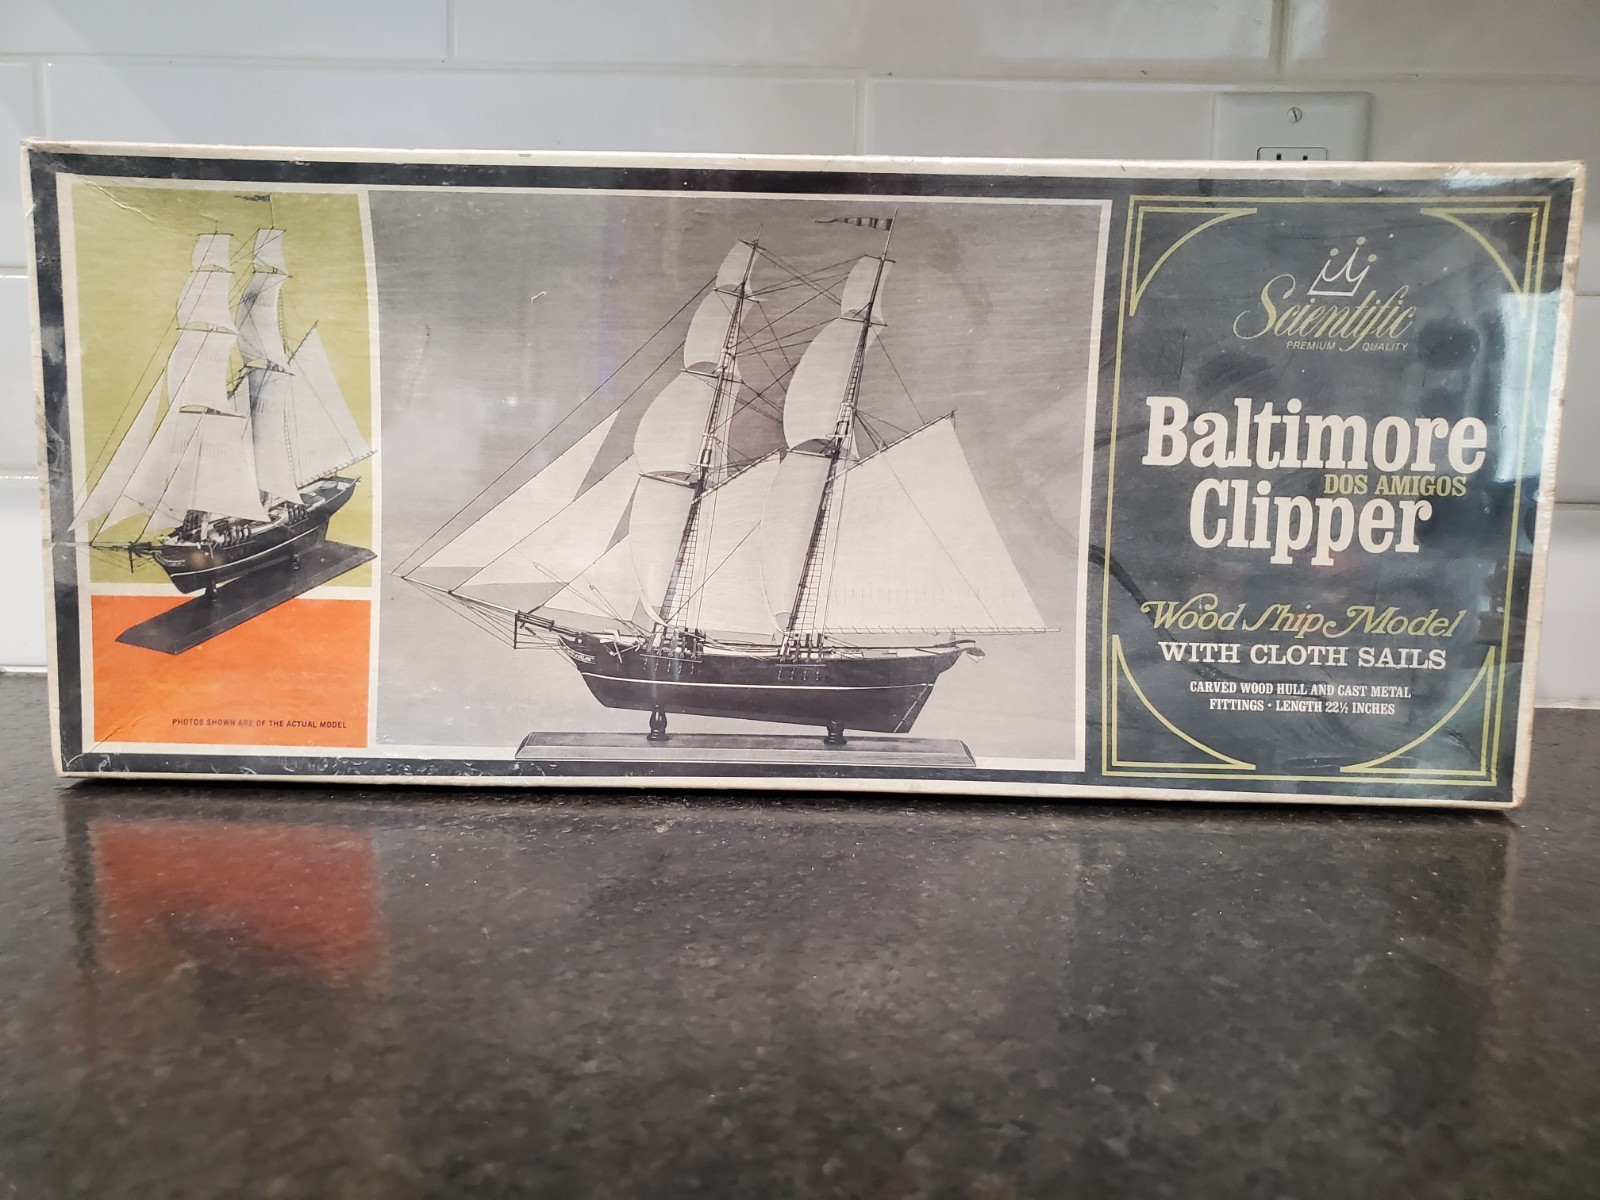 Scientific
PREMIUM QUALITY
Baltimore
DOS AMIGOS
Clipper
Wood Ship Model
WITH CLOTH SAILS
CARVED WOOD HULL AND CAST METAL
FITTINGS • LENGTH 22½ INCHES
PHOTOS SHOWN ARE OF THE ACTUAL MODEL